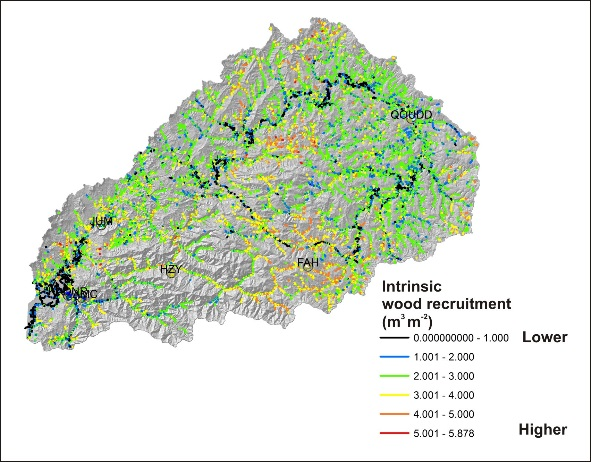 QGUDD
JUM
HZY
FAH
Intrinsic
wood recruitment
(m³ m⁻²)
0.000000000 - 1.000 Lower
1.001 - 2.000
2.001 - 3.000
3.001 - 4.000
4.001 - 5.000
5.001 - 5.878 Higher